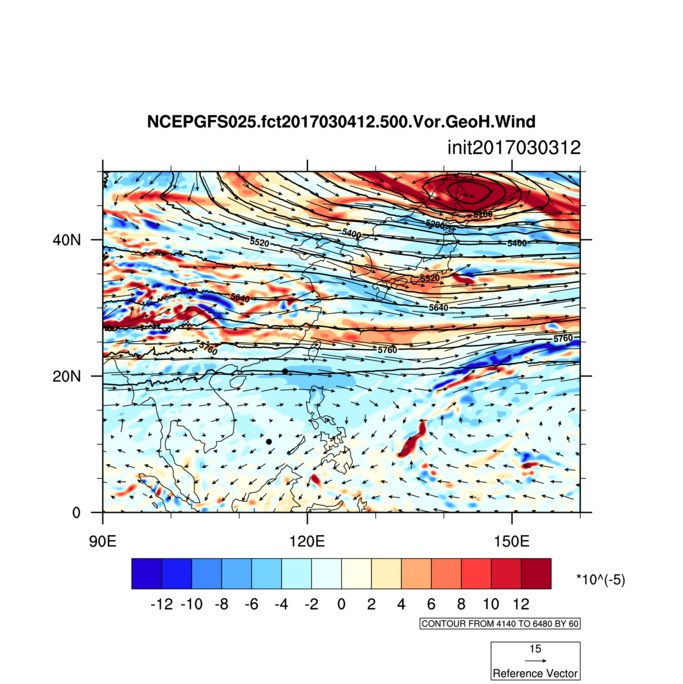 NCEPGFS025.fct2017030412.500.Vor.GeoH.Wind
init2017030312
5160
5280
5400
5520
5400
40N
5520
5640
5640
5760
5760
5760
20N
0
90E 120E 150E
*10^(-5)
-12 -10 -8 -6 -4 -2 0 2 4 6 8 10 12
CONTOUR FROM 4140 TO 6480 BY 60
15
Reference Vector